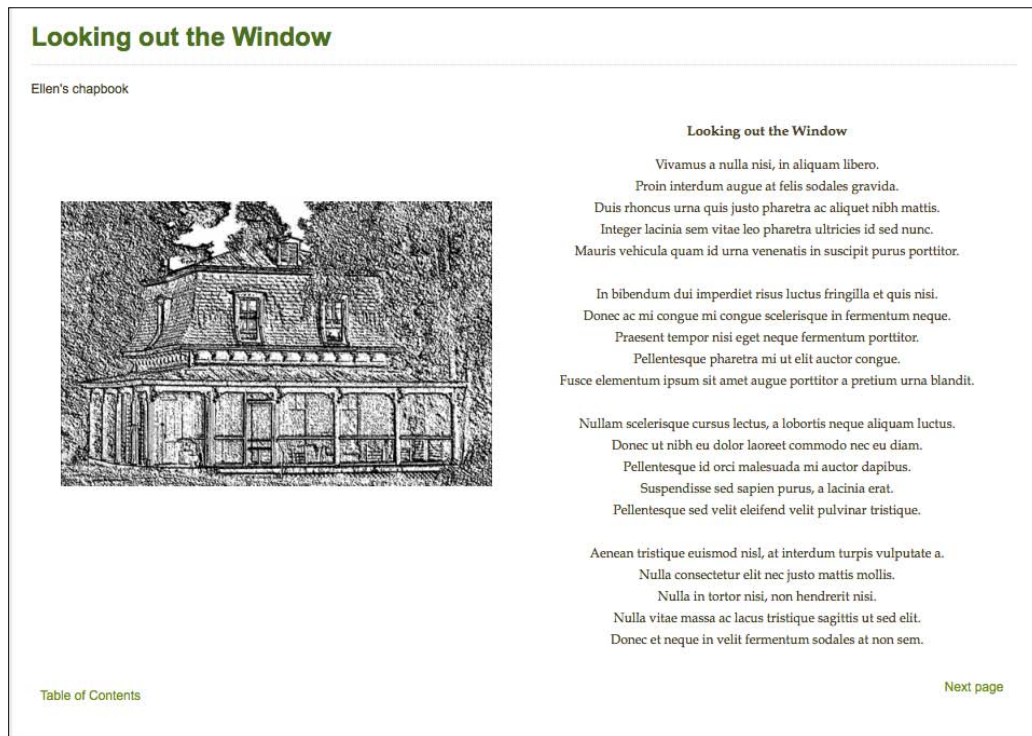 Looking out the Window
Ellen's chapbook
Looking out the Window
Vivamus a nulla nisi, in aliquam libero.
Proin interdum augue at felis sodales gravida.
Duis rhoncus urna quis justo pharetra ac aliquet nibh mattis.
Integer lacinia sem vitae leo pharetra ultricies id sed nunc.
Mauris vehicula quam id urna venenatis in suscipit purus porttitor.
In bibendum dui imperdiet risus luctus fringilla et quis nisi.
Donec ac mi congue mi congue scelerisque in fermentum neque.
Praesent tempor nisi eget neque fermentum porttitor.
Pellentesque pharetra mi ut elit auctor congue.
Fusce elementum ipsum sit amet augue porttitor a pretium urna blandit.
Nullam scelerisque cursus lectus, a lobortis neque aliquam luctus.
Donec ut nibh eu dolor laoreet commodo nec eu diam.
Pellentesque id orci malesuada mi auctor dapibus.
Suspendisse sed sapien purus, a lacinia erat.
Pellentesque sed velit eleifend velit pulvinar tristique.
Aenean tristique euismod nisl, at interdum turpis vulputate a.
Nulla consectetur elit nec justo mattis mollis.
Nulla in tortor nisi, non hendrerit nisi.
Nulla vitae massa ac lacus tristique sagittis ut sed elit.
Donec et neque in velit fermentum sodales at non sem.
Table of Contents
Next page